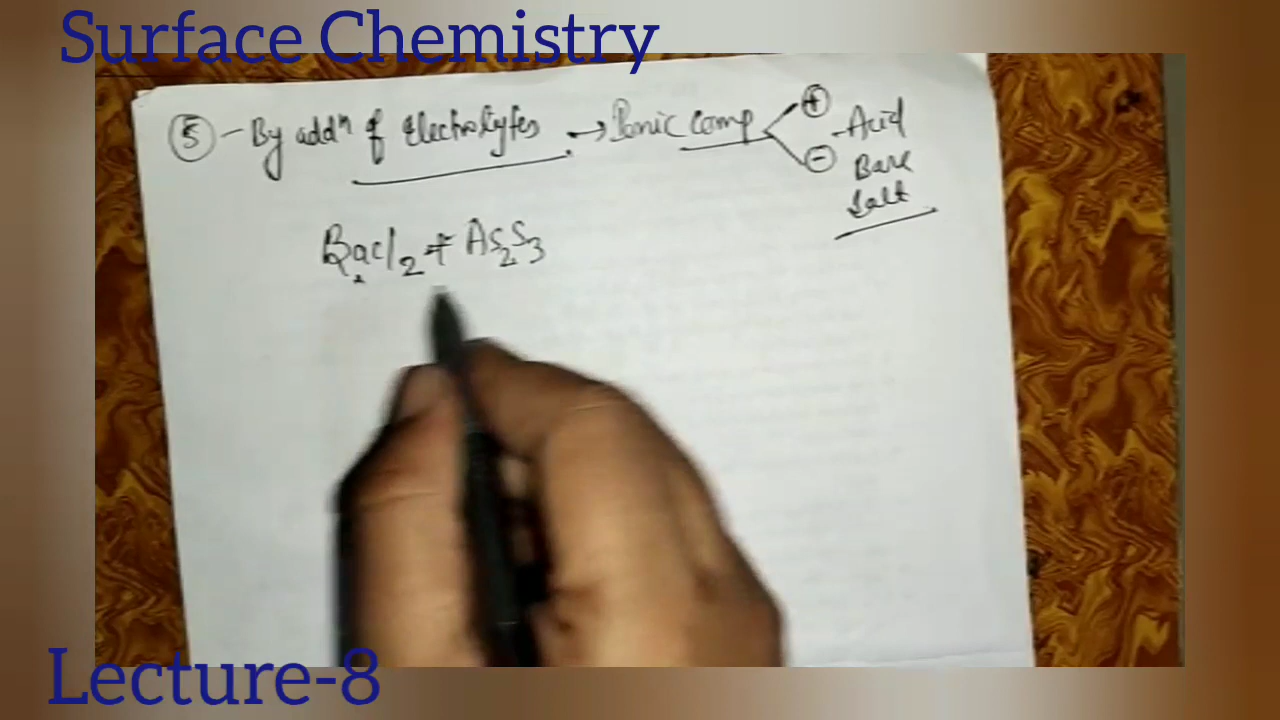 Surface Chemistry
⑤ - By addⁿ of Electrolytes . → Ionic comp ⊕ ⊖ - Acid
Base
Salt
BaCl₂ + As₂S₃
Lecture-8